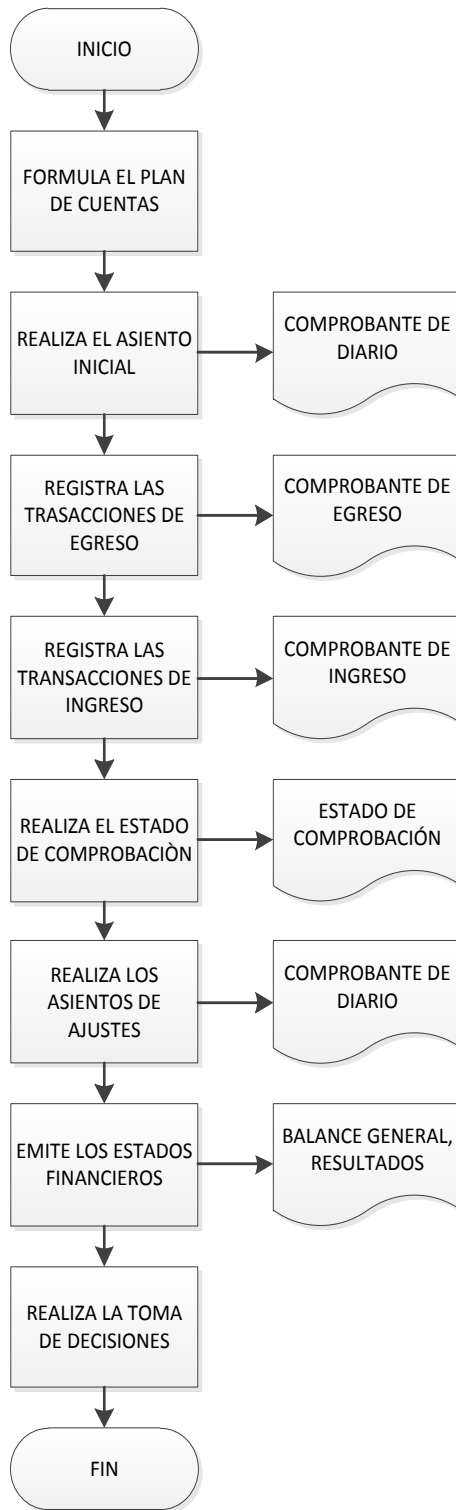 INICIO
FORMULA EL PLAN
DE CUENTAS
REALIZA EL ASIENTO
INICIAL
COMPROBANTE DE
DIARIO
REGISTRA LAS
TRASACCIONES DE
EGRESO
COMPROBANTE DE
EGRESO
REGISTRA LAS
TRANSACCIONES DE
INGRESO
COMPROBANTE DE
INGRESO
REALIZA EL ESTADO
DE COMPROBACIÒN
ESTADO DE
COMPROBACIÓN
REALIZA LOS
ASIENTOS DE
AJUSTES
COMPROBANTE DE
DIARIO
EMITE LOS ESTADOS
FINANCIEROS
BALANCE GENERAL,
RESULTADOS
REALIZA LA TOMA
DE DECISIONES
FIN